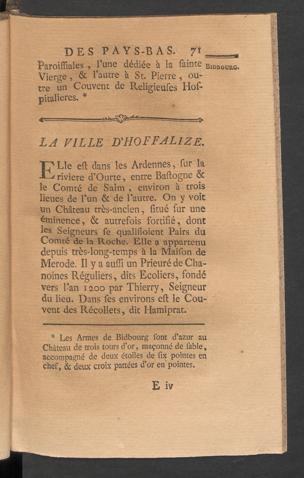 DES PAYS-BAS. 71
Paroiſſiales, l'une dédiée à la ſainte BIDBOURG.
Vierge, & l'autre à St. Pierre, ou-
tre un Couvent de Religieuſes Hoſ-
pitalieres. *
LA VILLE D'HOFFALIZE.
ELle eſt dans les Ardennes, ſur la
riviere d'Ourte, entre Baſtogne &
le Comté de Salm, environ à trois
lieues de l'un & de l'autre. On y voit
un Château très-ancien, ſitué ſur une
éminence, & autrefois fortifié, dont
les Seigneurs ſe qualifioient Pairs du
Comté de la Roche. Elle a appartenu
depuis très-long-temps à la Maiſon de
Merode. Il y a auſſi un Prieuré de Cha-
noines Réguliers, dits Ecoliers, fondé
vers l'an 1200 par Thierry, Seigneur
du lieu. Dans ſes environs eſt le Cou-
vent des Récollets, dit Hamiprat.
* Les Armes de Bidbourg ſont d'azur au
Château de trois tours d'or, maçonné de ſable,
accompagné de deux étoiles de ſix pointes en
chef, & deux croix pattées d'or en pointes.
E iv